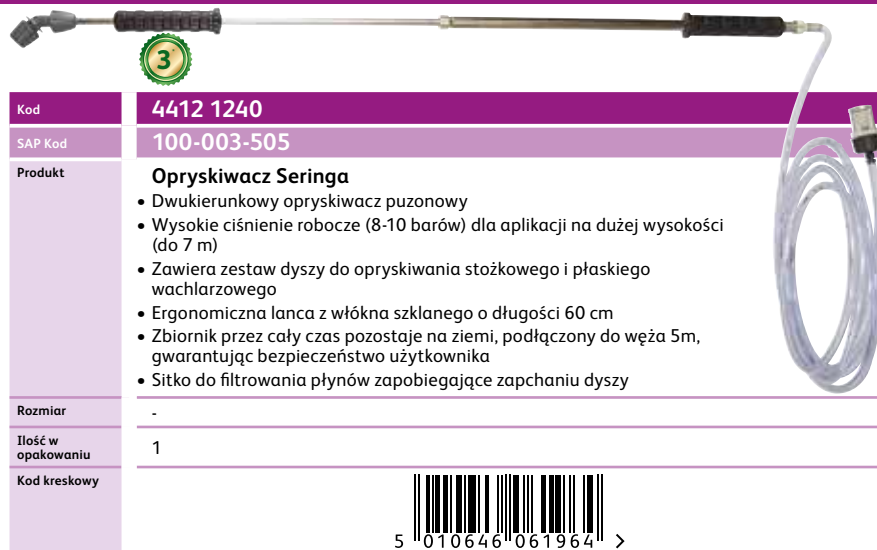 3
Kod
4412 1240
SAP Kod
100-003-505
Produkt
Opryskiwacz Seringa
• Dwukierunkowy opryskiwacz puzonowy
• Wysokie ciśnienie robocze (8-10 barów) dla aplikacji na dużej wysokości
(do 7 m)
• Zawiera zestaw dyszy do opryskiwania stożkowego i płaskiego
wachlarzowego
• Ergonomiczna lanca z włókna szklanego o długości 60 cm
• Zbiornik przez cały czas pozostaje na ziemi, podłączony do węża 5m,
gwarantując bezpieczeństwo użytkownika
• Sitko do filtrowania płynów zapobiegające zapchaniu dyszy
Rozmiar
-
Ilość w
opakowaniu
1
Kod kreskowy
5 010646 061964 >